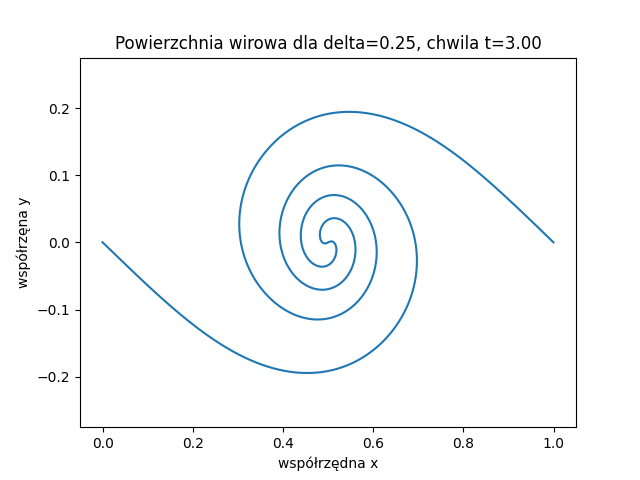 Powierzchnia wirowa dla delta=0.25, chwila t=3.00
0.2
0.1
0.0
−0.1
−0.2
współrzęna y
0.0 0.2 0.4 0.6 0.8 1.0
współrzędna x